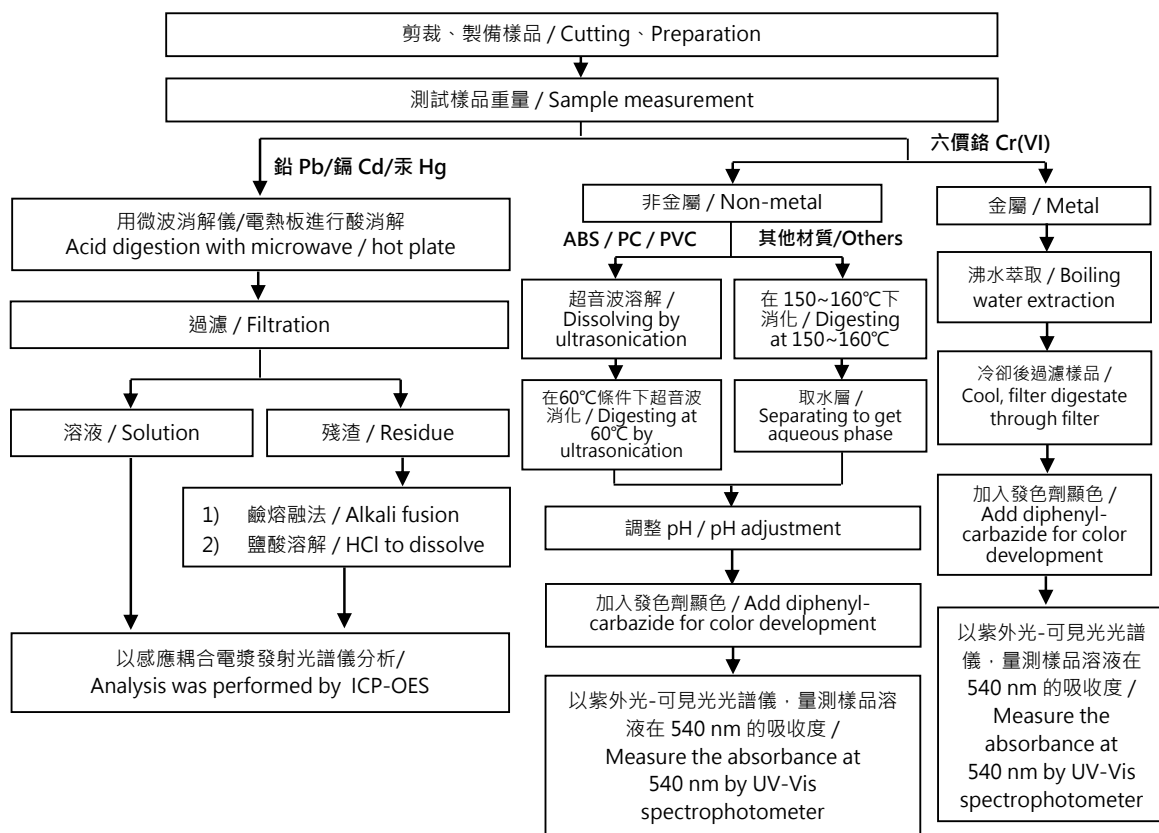 剪裁、製備樣品 / Cutting、Preparation
測試樣品重量 / Sample measurement
鉛 Pb/鎘 Cd/汞 Hg
六價鉻 Cr(VI)
用微波消解儀/電熱板進行酸消解
Acid digestion with microwave / hot plate
過濾 / Filtration
溶液 / Solution
殘渣 / Residue
1) 鹼熔融法 / Alkali fusion
2) 鹽酸溶解 / HCl to dissolve
以感應耦合電漿發射光譜儀分析/
Analysis was performed by ICP-OES
非金屬 / Non-metal
ABS / PC / PVC
其他材質/Others
超音波溶解 /
Dissolving by
ultrasonication
在60℃條件下超音波
消化 / Digesting at
60℃ by
ultrasonication
在 150~160℃下
消化 / Digesting
at 150~160℃
取水層 /
Separating to get
aqueous phase
調整 pH / pH adjustment
加入發色劑顯色 / Add diphenyl-
carbazide for color development
以紫外光-可見光光譜儀，量測樣品溶
液在 540 nm 的吸收度 /
Measure the absorbance at
540 nm by UV-Vis
spectrophotometer
金屬 / Metal
沸水萃取 / Boiling
water extraction
冷卻後過濾樣品 /
Cool, filter digestate
through filter
加入發色劑顯色 /
Add diphenyl-
carbazide for color
development
以紫外光-可見光光譜
儀，量測樣品溶液在
540 nm 的吸收度 /
Measure the
absorbance at
540 nm by UV-Vis
spectrophotometer